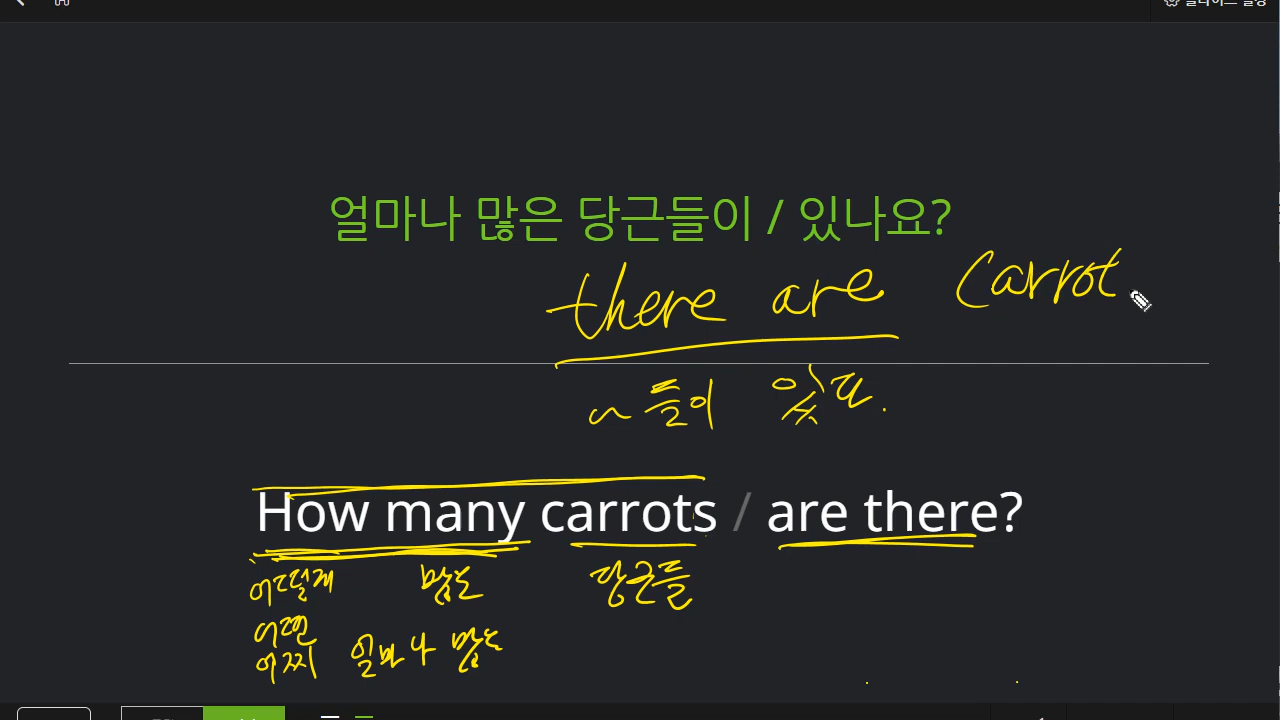 얼마나 많은 당근들이 / 있나요?
there are carrot
~들이 있다.
How many carrots / are there?
어떻게 많은 당근들
어떤
어찌 얼마나 많은